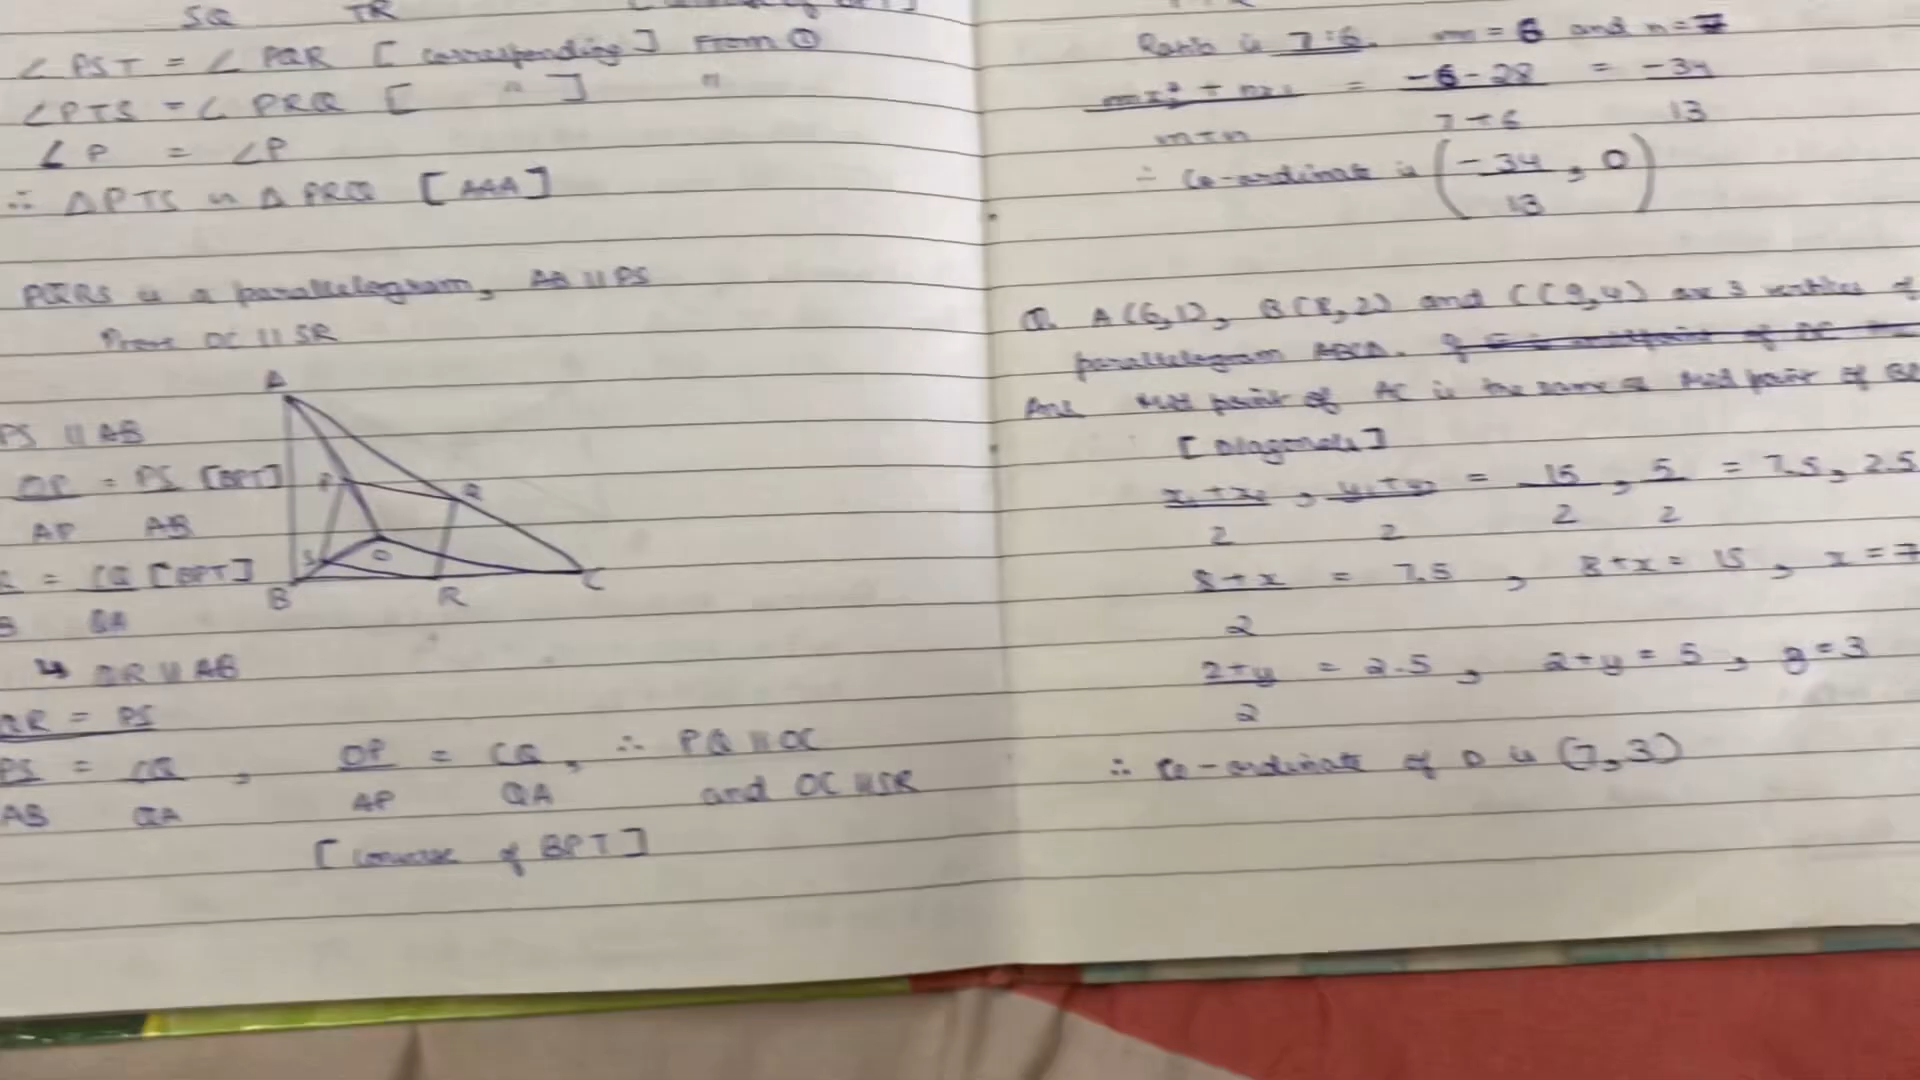 SQ TR
∠PST = ∠PQR [corresponding] From ①
∠PTS = ∠PRQ [ " ] "
∠P = ∠P
∴ ΔPTS ~ Δ PRQ [AAA]
PQRS is a parallelogram, AB || PS
Prove OC || SR
A
PS || AB
OP = PS [BPT]
AP AB
P Q
S O
B R C
= CQ [BPT]
QA
↳ QR || AB
QR = PS
PS = CQ , OP = CQ , ∴ PQ || OC
AB QA AP QA and OC || SR
[converse of BPT]
Ratio is 7:6. m = 6 and n = 7
mx₂ + nx₁ = -6-28 = -34
m+n 7+6 13
∴ Co-ordinate is (-34 , 0)
13
Q. A(6,1), B(8,2) and C(9,4) are 3 vertices of
parallelogram ABCD.
Ans Mid point of AC is the same as Mid point of BD
[Diagonals]
x₁+x₂ , y₁+y₂ = 15 , 5 = 7.5, 2.5
2 2 2 2
8+x = 7.5 , 8+x = 15 , x = 7
2
2+y = 2.5 , 2+y = 5 , y = 3
2
∴ Co-ordinate of D is (7,3)